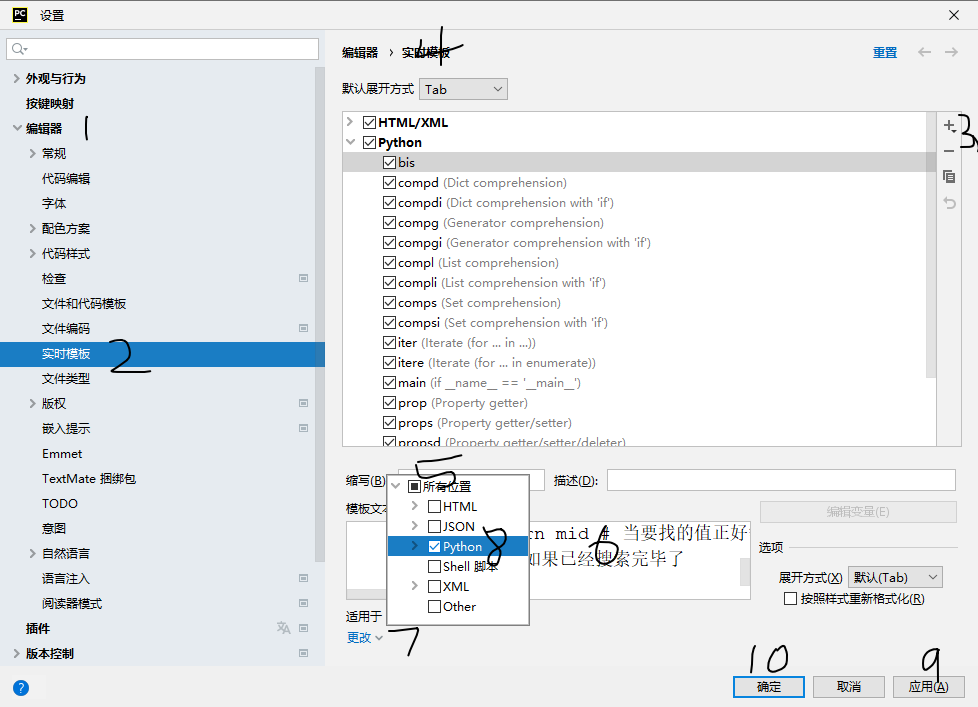 PC 设置
外观与行为
按键映射
编辑器 1
常规
代码编辑
字体
配色方案
代码样式
检查
文件和代码模板
文件编码
实时模板 2
文件类型
版权
嵌入提示
Emmet
TextMate 捆绑包
TODO
意图
自然语言
语言注入
阅读器模式
插件
版本控制
?
编辑器 › 实时模板 4
重置
默认展开方式 Tab
HTML/XML
Python
bis
compd (Dict comprehension)
compdi (Dict comprehension with 'if')
compg (Generator comprehension)
compgi (Generator comprehension with 'if')
compl (List comprehension)
compli (List comprehension with 'if')
comps (Set comprehension)
compsi (Set comprehension with 'if')
iter (Iterate (for ... in ...))
itere (Iterate (for ... in enumerate))
main (if __name__ == '__main__')
prop (Property getter)
props (Property getter/setter)
propsd (Property getter/setter/deleter)
3
缩写(B) 5 描述(D):
模板文本
所有位置
HTML
JSON
Python 8
Shell 脚本
XML
Other
rn mid # 当要找的值正好 6
如果已经搜索完毕了
编辑变量(E)
选项
展开方式(X) 默认(Tab)
按照样式重新格式化(R)
适用于
更改 7
10 9
确定 取消 应用(A)